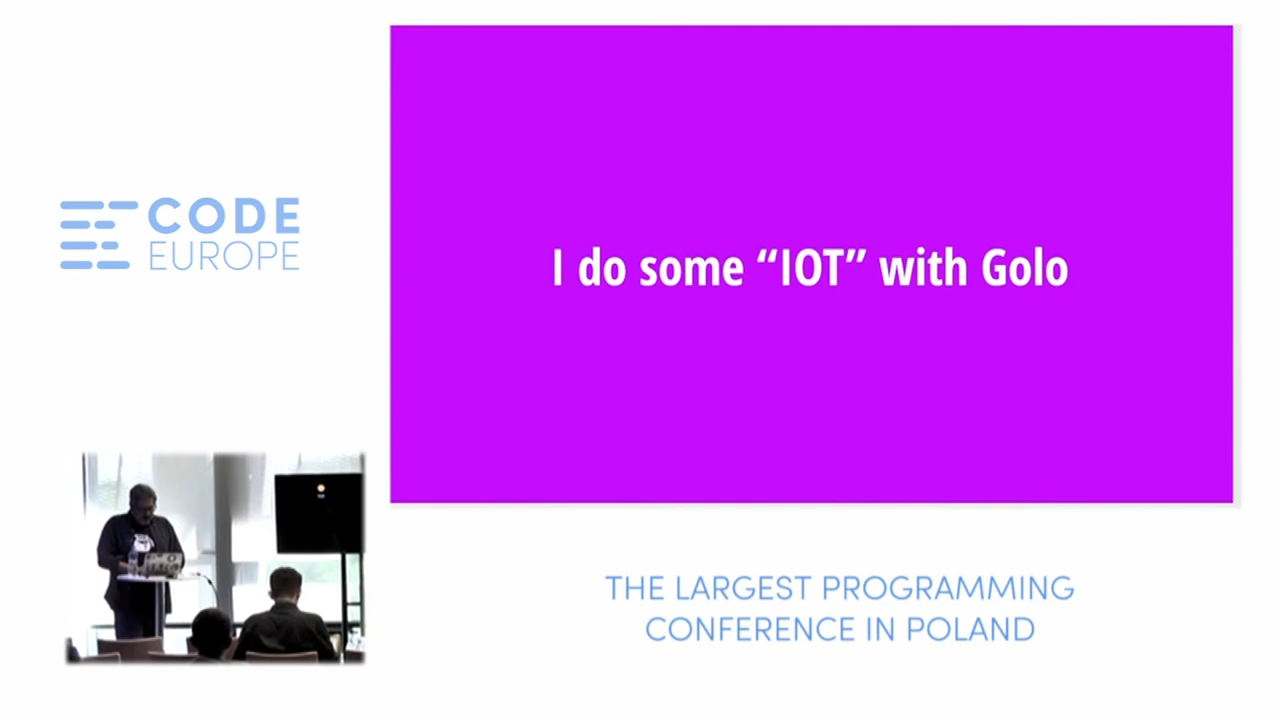 CODE
EUROPE
I do some “IOT” with Golo
THE LARGEST PROGRAMMING
CONFERENCE IN POLAND